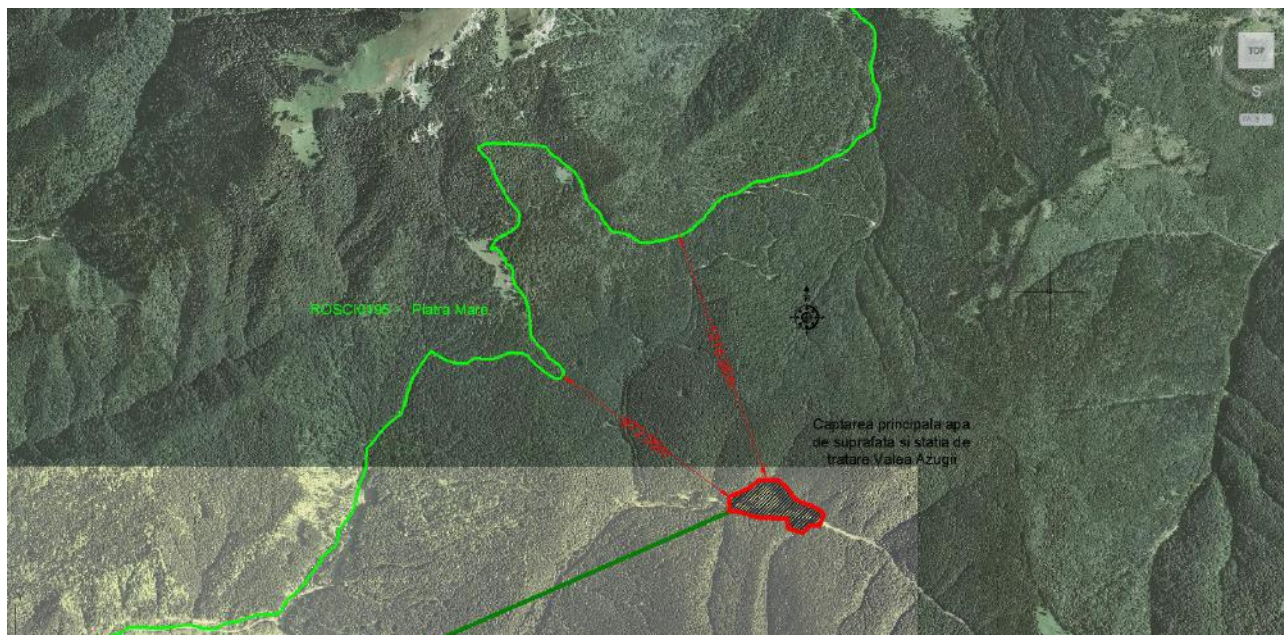 TOP
W
S
ROSCI0195 - Piatra Mare
Captarea principala apa
de suprafata si statia de
tratare Valea Azugii